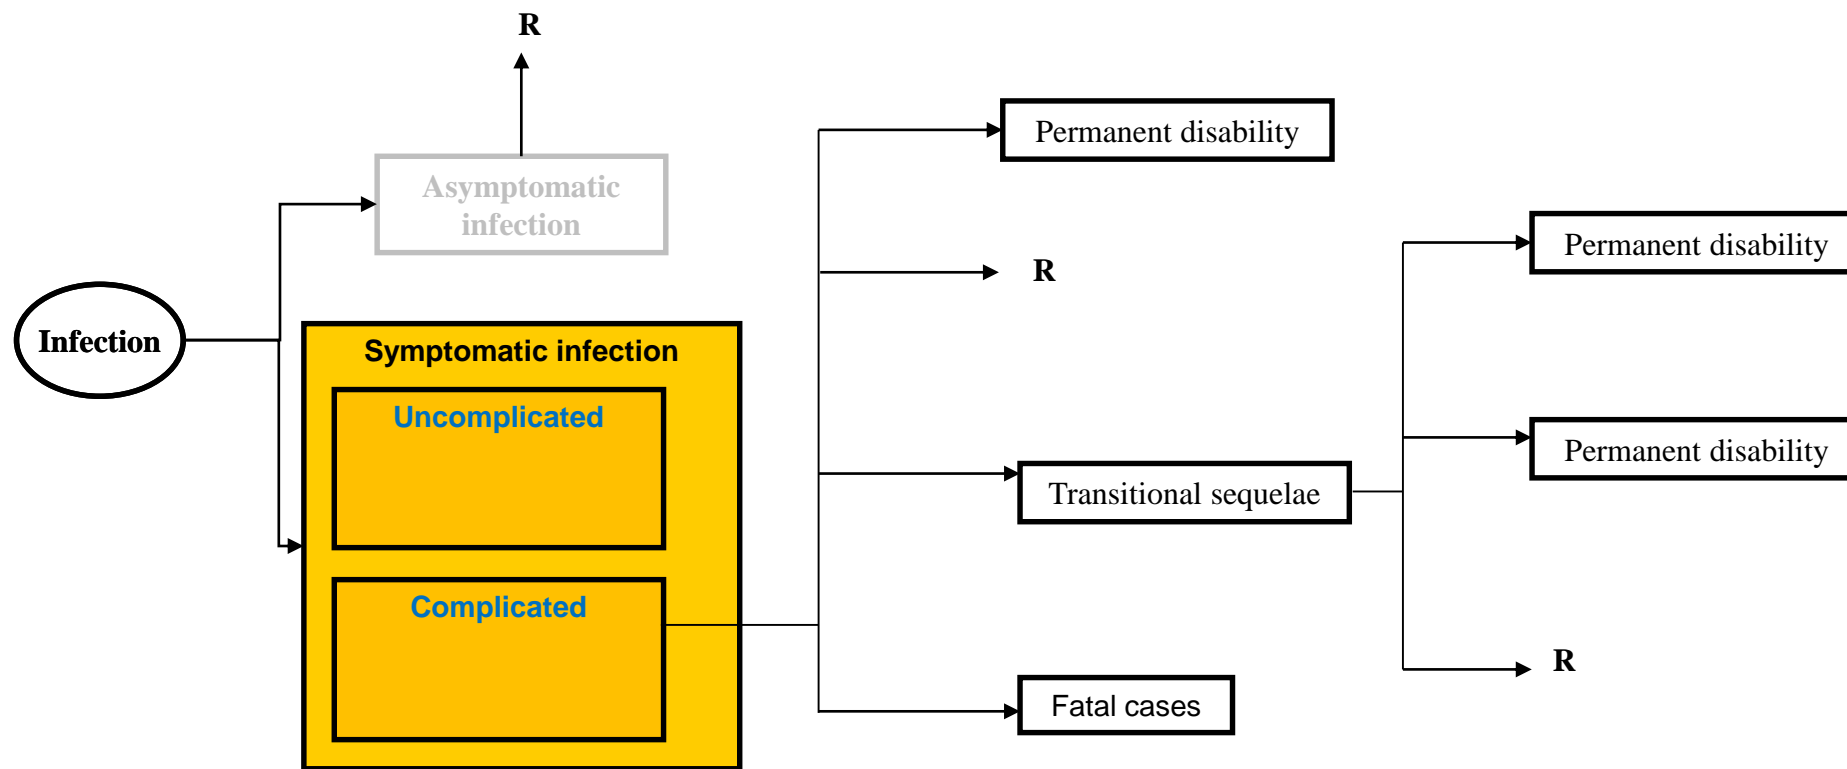 R
Permanent disability
Asymptomatic
infection
Permanent disability
R
Infection
Symptomatic infection
Uncomplicated
Permanent disability
Transitional sequelae
Complicated
R
Fatal cases